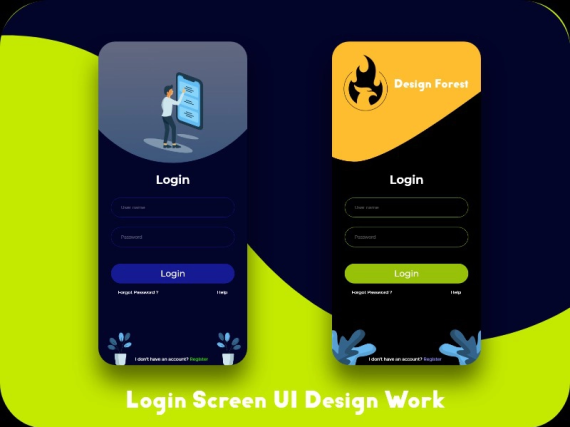 Login
User name
Password
Login
Forgot Password ?
Help
I don't have an account? Register
Design Forest
Login
User name
Password
Login
Forgot Password ?
Help
I don't have an account? Register
Login Screen UI Design Work